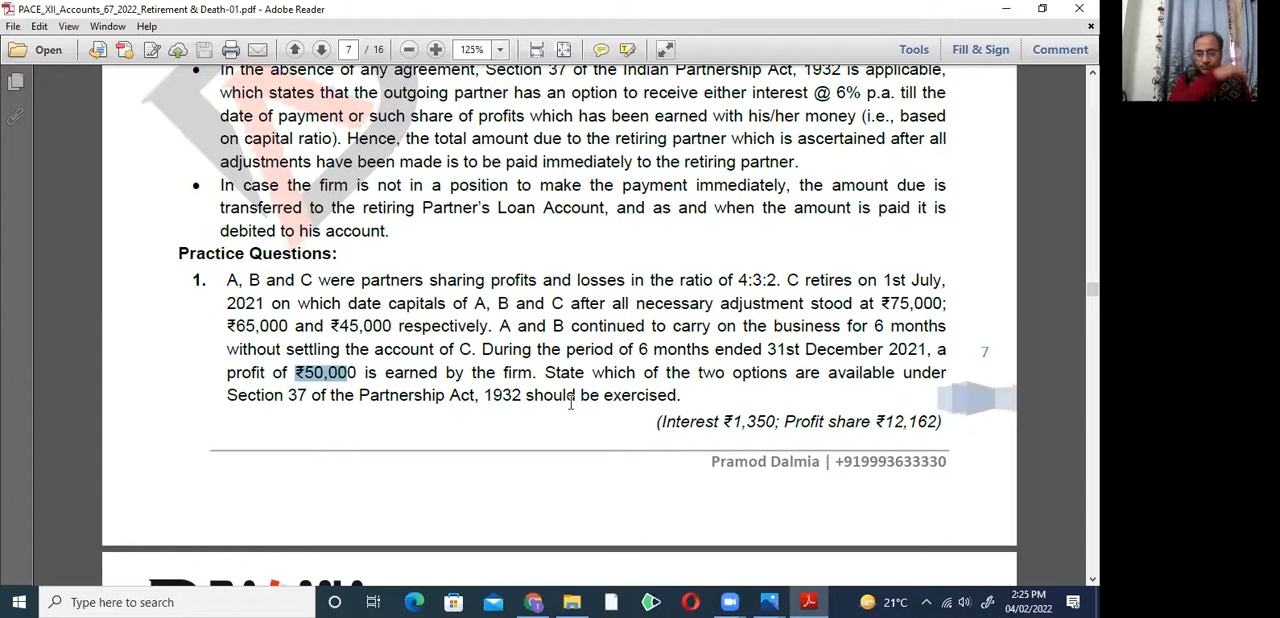 PACE_XII_Accounts_67_2022_Retirement & Death-01.pdf - Adobe Reader
File Edit View Window Help
Open 7 / 16 125% Tools Fill & Sign Comment
• In the absence of any agreement, Section 37 of the Indian Partnership Act, 1932 is applicable,
which states that the outgoing partner has an option to receive either interest @ 6% p.a. till the
date of payment or such share of profits which has been earned with his/her money (i.e., based
on capital ratio). Hence, the total amount due to the retiring partner which is ascertained after all
adjustments have been made is to be paid immediately to the retiring partner.
• In case the firm is not in a position to make the payment immediately, the amount due is
transferred to the retiring Partner's Loan Account, and as and when the amount is paid it is
debited to his account.
Practice Questions:
1. A, B and C were partners sharing profits and losses in the ratio of 4:3:2. C retires on 1st July,
2021 on which date capitals of A, B and C after all necessary adjustment stood at ₹75,000;
₹65,000 and ₹45,000 respectively. A and B continued to carry on the business for 6 months
without settling the account of C. During the period of 6 months ended 31st December 2021, a
profit of ₹50,000 is earned by the firm. State which of the two options are available under
Section 37 of the Partnership Act, 1932 should be exercised.
7
(Interest ₹1,350; Profit share ₹12,162)
Pramod Dalmia | +919993633330
Type here to search
21°C
2:25 PM
04/02/2022